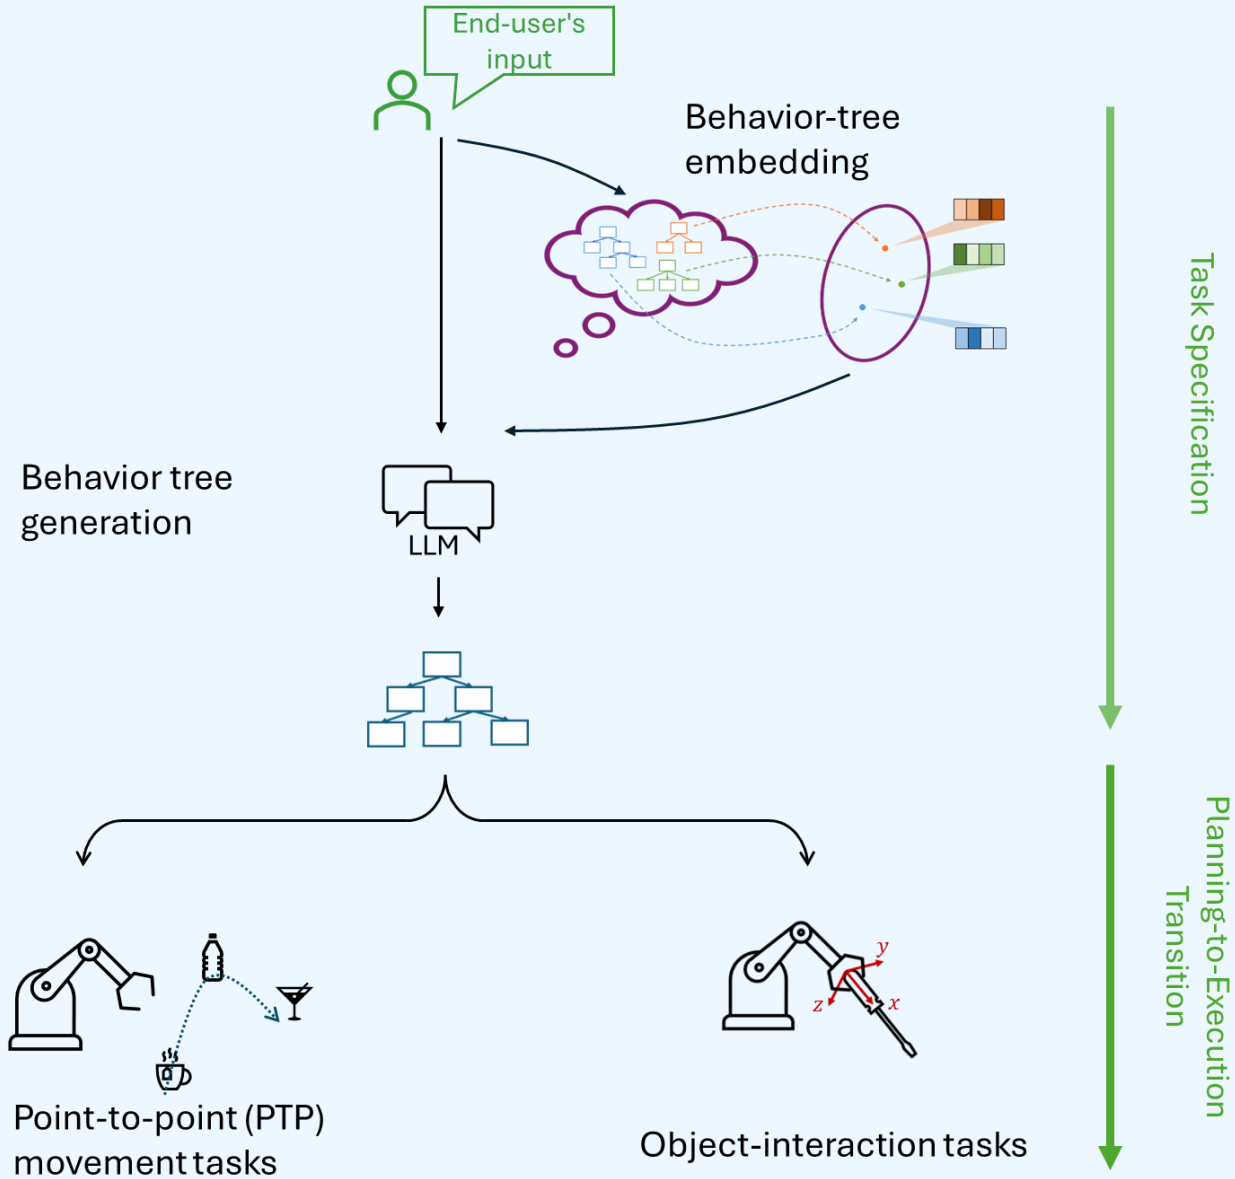 End-user's
input
Behavior-tree
embedding
Task Specification
Behavior tree
generation
LLM
Planning-to-Execution
Transition
y
z
x
Point-to-point (PTP)
movement tasks
Object-interaction tasks